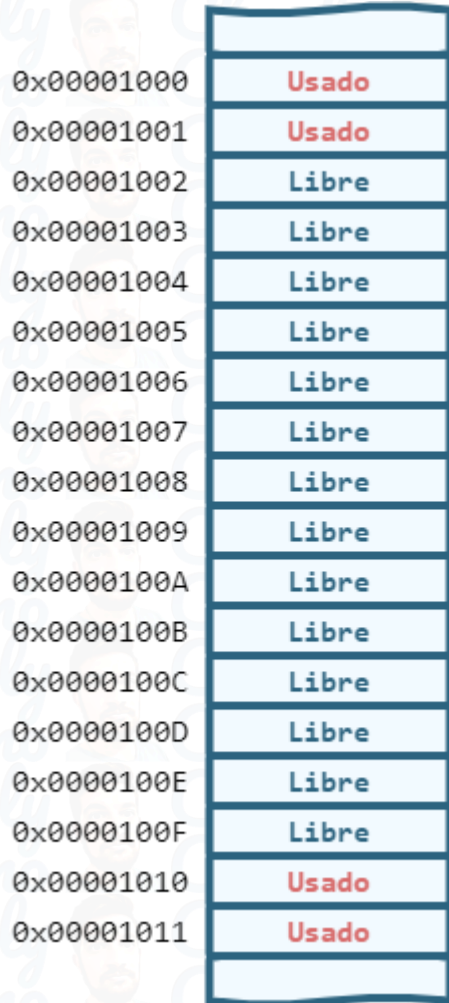 0x00001000 Usado
0x00001001 Usado
0x00001002 Libre
0x00001003 Libre
0x00001004 Libre
0x00001005 Libre
0x00001006 Libre
0x00001007 Libre
0x00001008 Libre
0x00001009 Libre
0x0000100A Libre
0x0000100B Libre
0x0000100C Libre
0x0000100D Libre
0x0000100E Libre
0x0000100F Libre
0x00001010 Usado
0x00001011 Usado